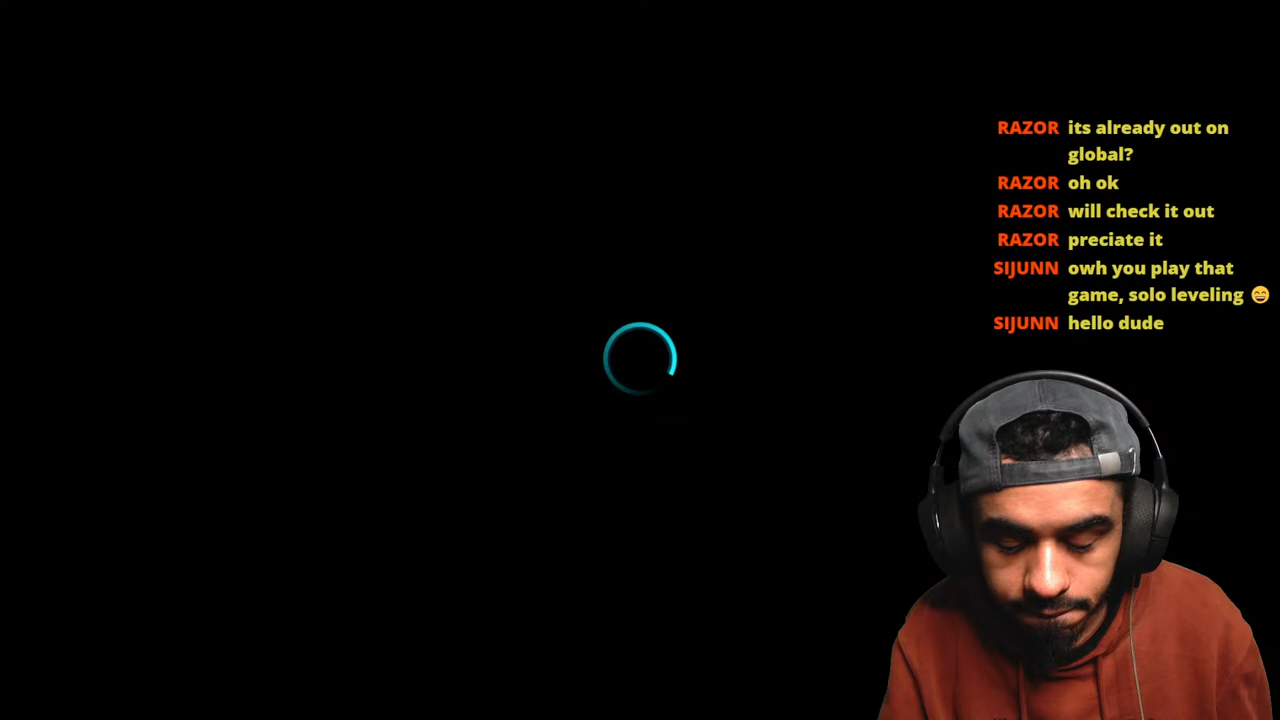 RAZOR its already out on
global?
RAZOR oh ok
RAZOR will check it out
RAZOR preciate it
SIJUNN owh you play that
game, solo leveling 😄
SIJUNN hello dude